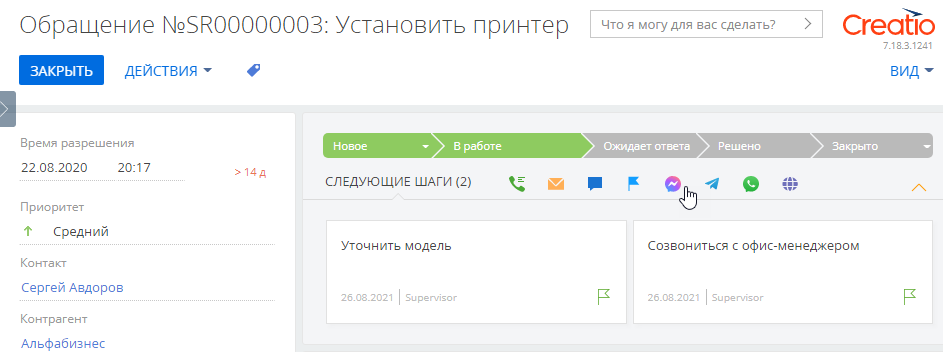 Обращение №SR00000003: Установить принтер
Что я могу для вас сделать?
Creatio
7.18.3.1241
ЗАКРЫТЬ
ДЕЙСТВИЯ
ВИД
Время разрешения
22.08.2020 20:17
> 14 д
Приоритет
Средний
Контакт
Сергей Авдоров
Контрагент
Альфабизнес
Новое
В работе
Ожидает ответа
Решено
Закрыто
СЛЕДУЮЩИЕ ШАГИ (2)
Уточнить модель
26.08.2021 Supervisor
Созвониться с офис-менеджером
26.08.2021 Supervisor